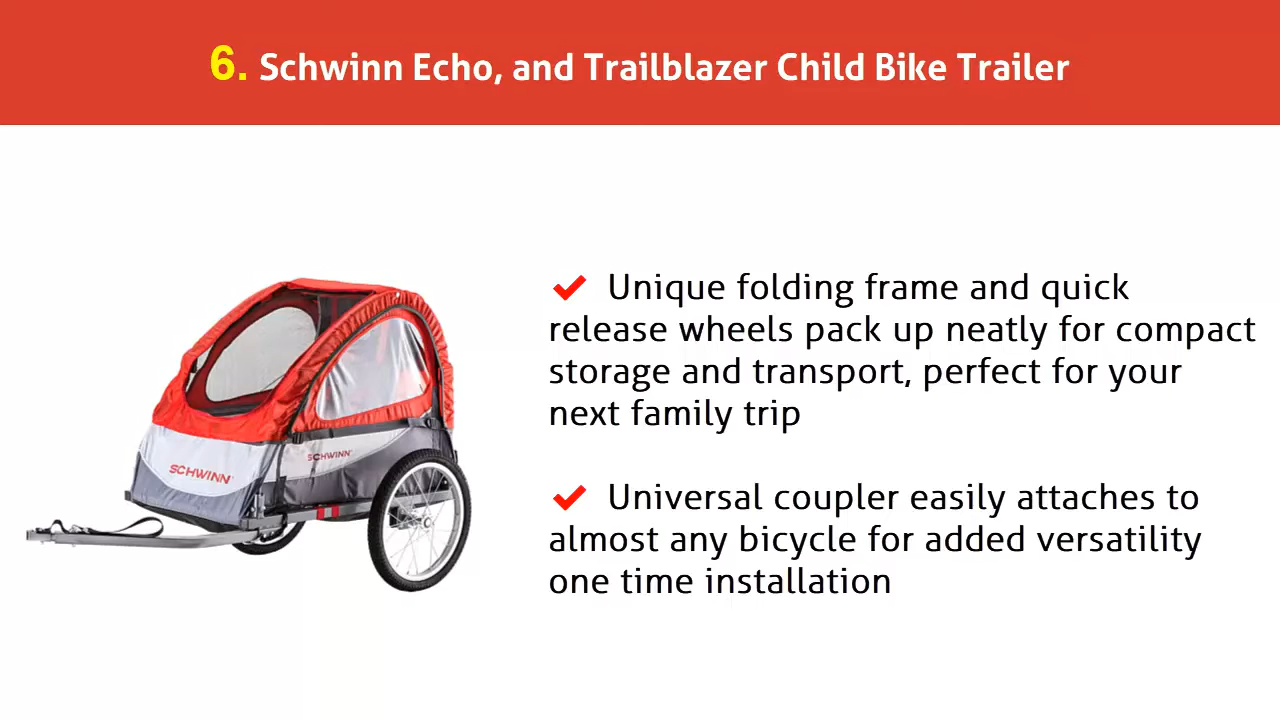 6. Schwinn Echo, and Trailblazer Child Bike Trailer
Unique folding frame and quick
release wheels pack up neatly for compact
storage and transport, perfect for your
next family trip
SCHWINN
SCHWINN
Universal coupler easily attaches to
almost any bicycle for added versatility
one time installation